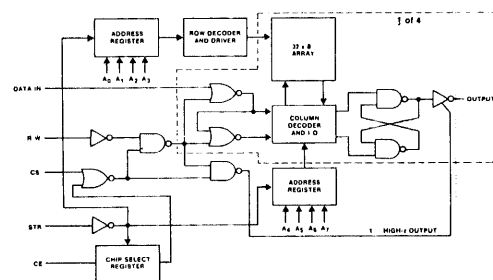 1 of 4
ADDRESS
REGISTER
ROW DECODER
AND DRIVER
32 x 8
ARRAY
A0 A1 A2 A3
DATA IN
COLUMN
DECODER
AND I O
OUTPUT
R W
CS
ADDRESS
REGISTER
STR
A4 A5 A6 A7
1 HIGH-z OUTPUT
CE
CHIP SELECT
REGISTER